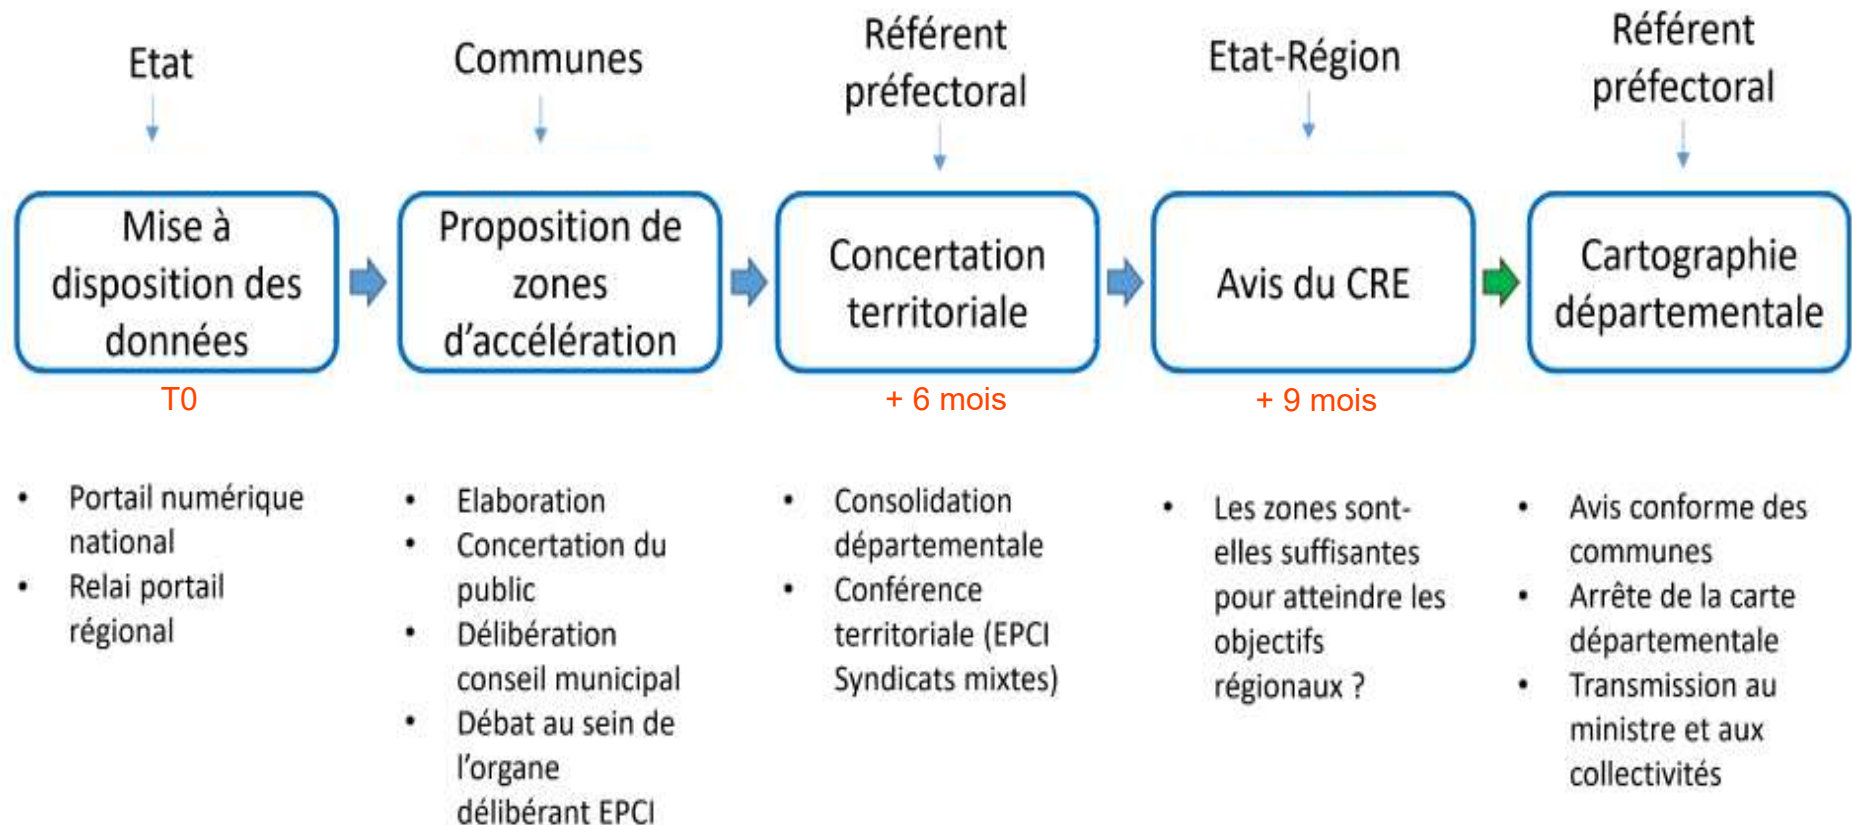 Etat
Communes
Référent
préfectoral
Etat-Région
Référent
préfectoral
Mise à
disposition des
données
Proposition de
zones
d'accélération
Concertation
territoriale
Avis du CRE
Cartographie
départementale
T0
+ 6 mois
+ 9 mois
• Portail numérique
national
• Relai portail
régional
• Elaboration
• Concertation du
public
• Délibération
conseil municipal
• Débat au sein de
l'organe
délibérant EPCI
• Consolidation
départementale
• Conférence
territoriale (EPCI
Syndicats mixtes)
• Les zones sont-
elles suffisantes
pour atteindre les
objectifs
régionaux ?
• Avis conforme des
communes
• Arrête de la carte
départementale
• Transmission au
ministre et aux
collectivités